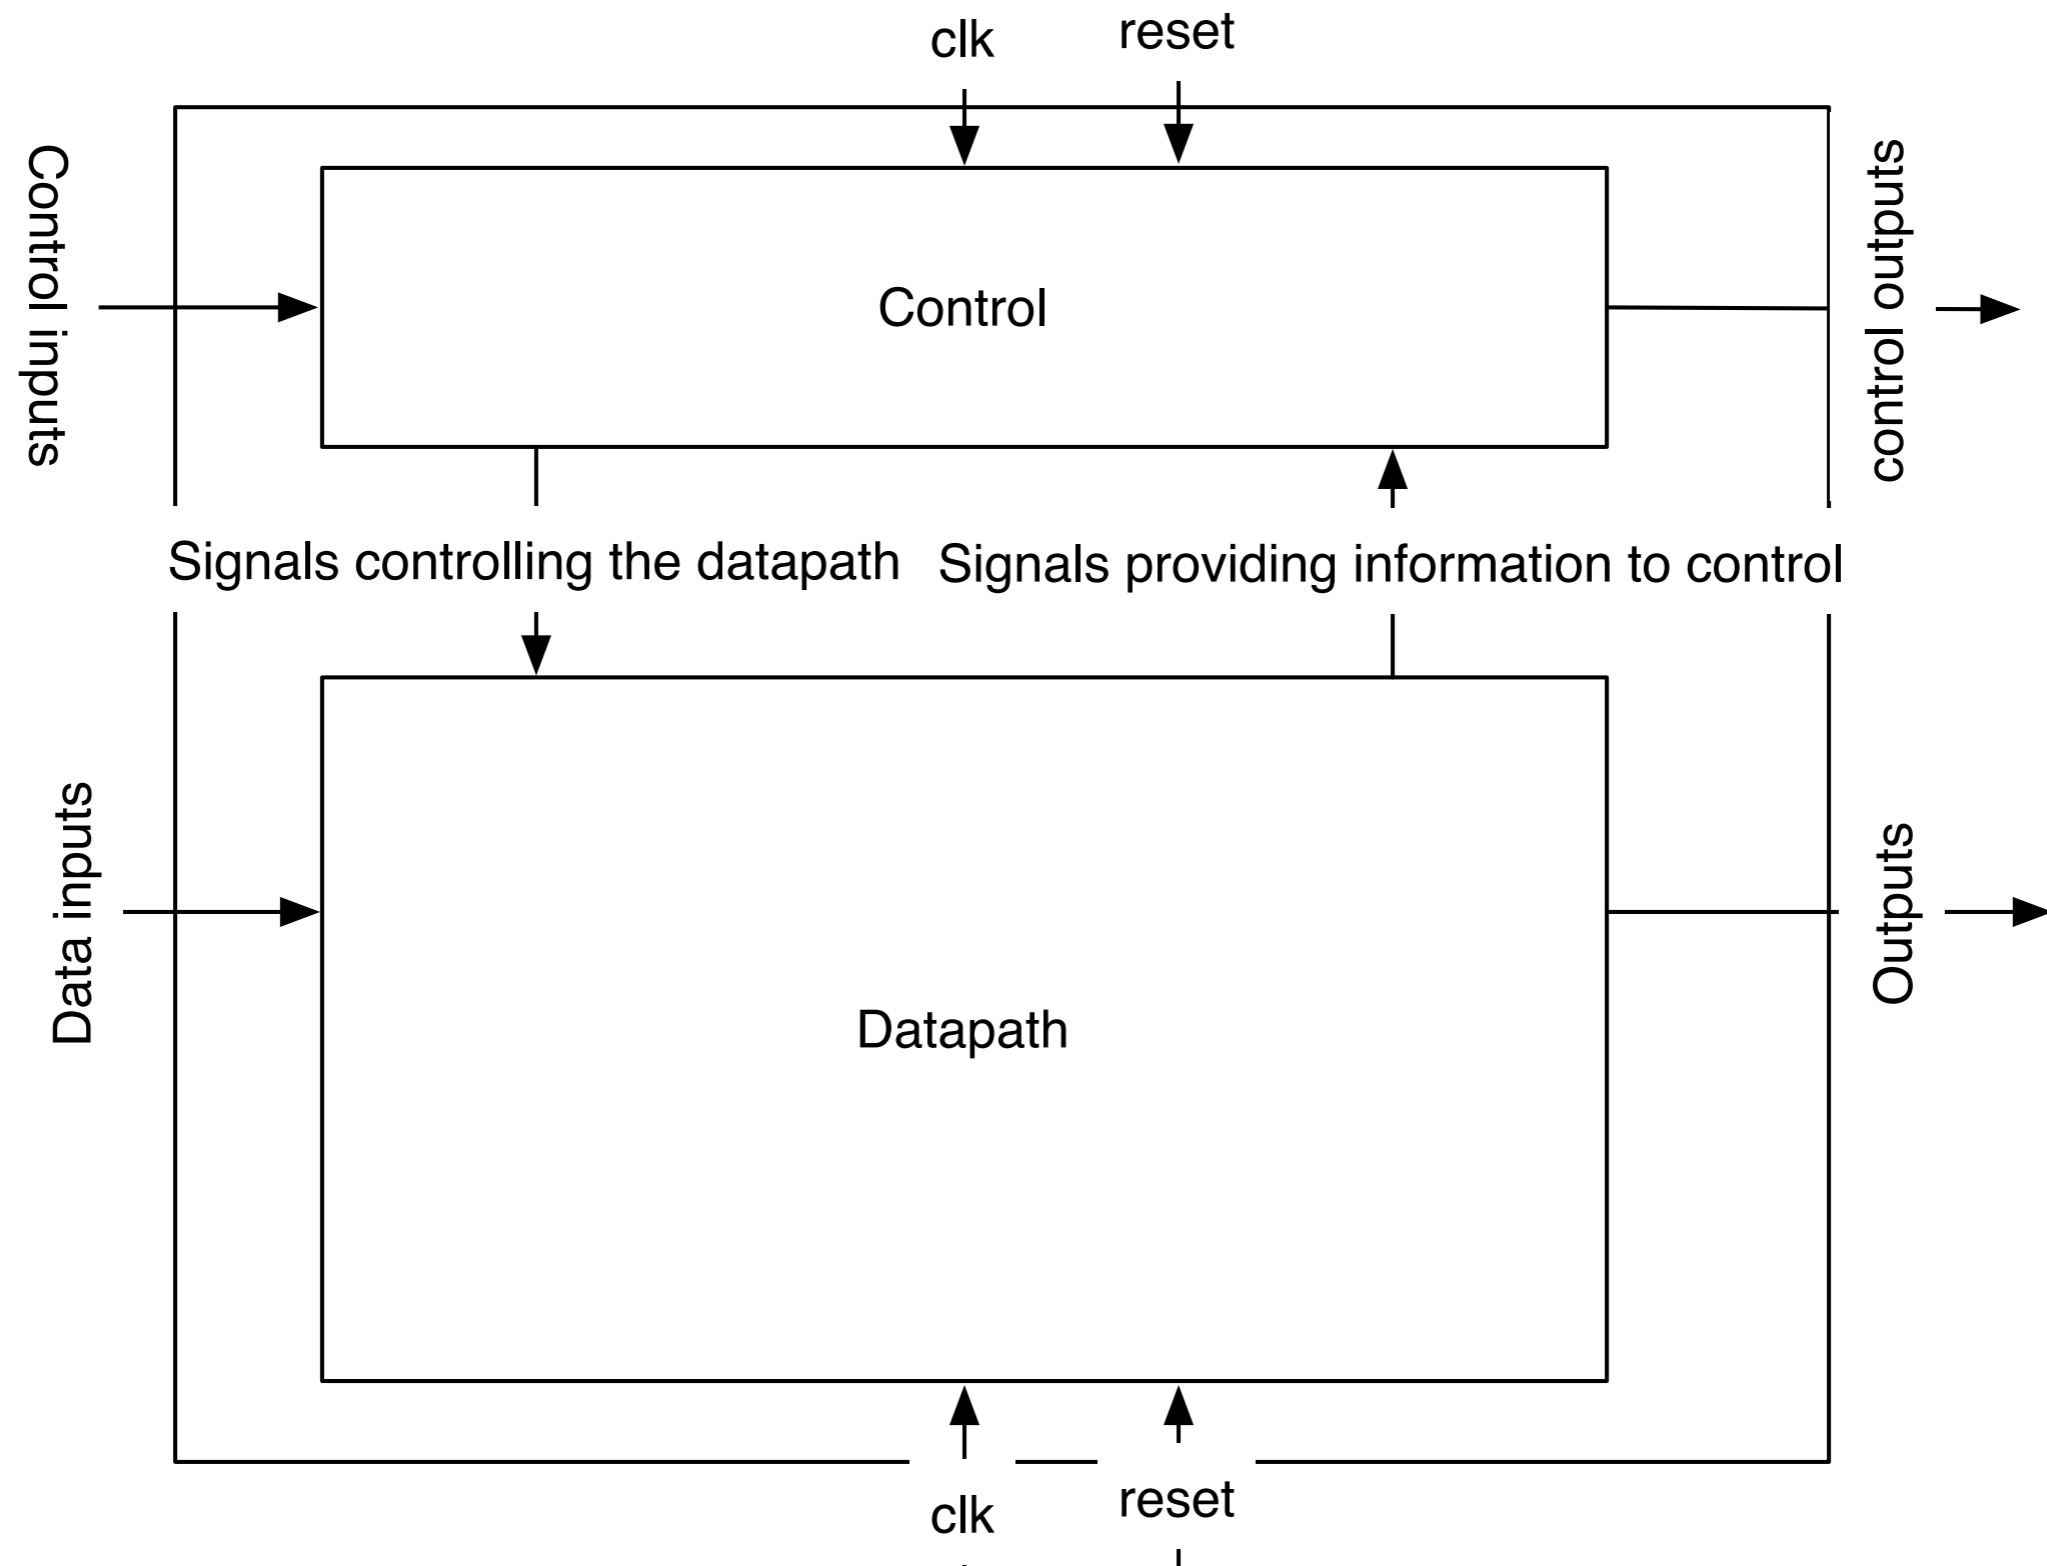 clk
reset
Control inputs
Control
control outputs
Signals controlling the datapath
Signals providing information to control
Data inputs
Datapath
Outputs
clk
reset